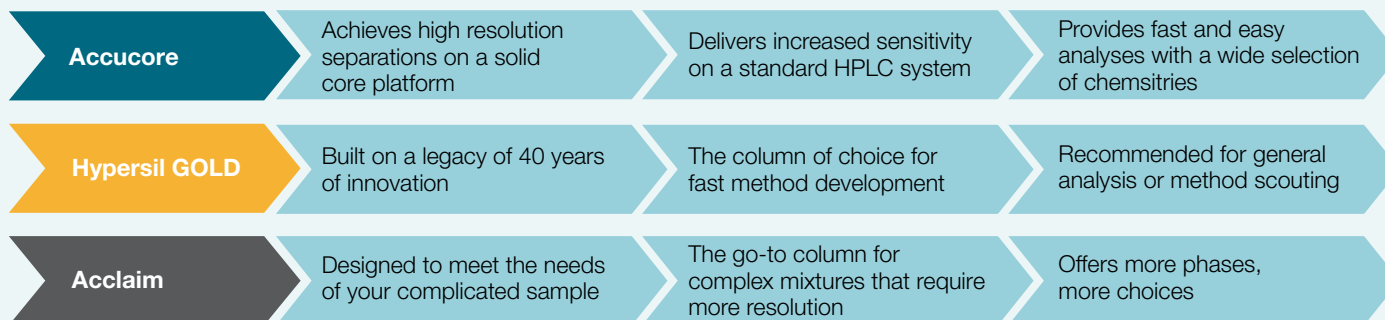 Accucore
Achieves high resolution
separations on a solid
core platform
Delivers increased sensitivity
on a standard HPLC system
Provides fast and easy
analyses with a wide selection
of chemsitries
Hypersil GOLD
Built on a legacy of 40 years
of innovation
The column of choice for
fast method development
Recommended for general
analysis or method scouting
Acclaim
Designed to meet the needs
of your complicated sample
The go-to column for
complex mixtures that require
more resolution
Offers more phases,
more choices